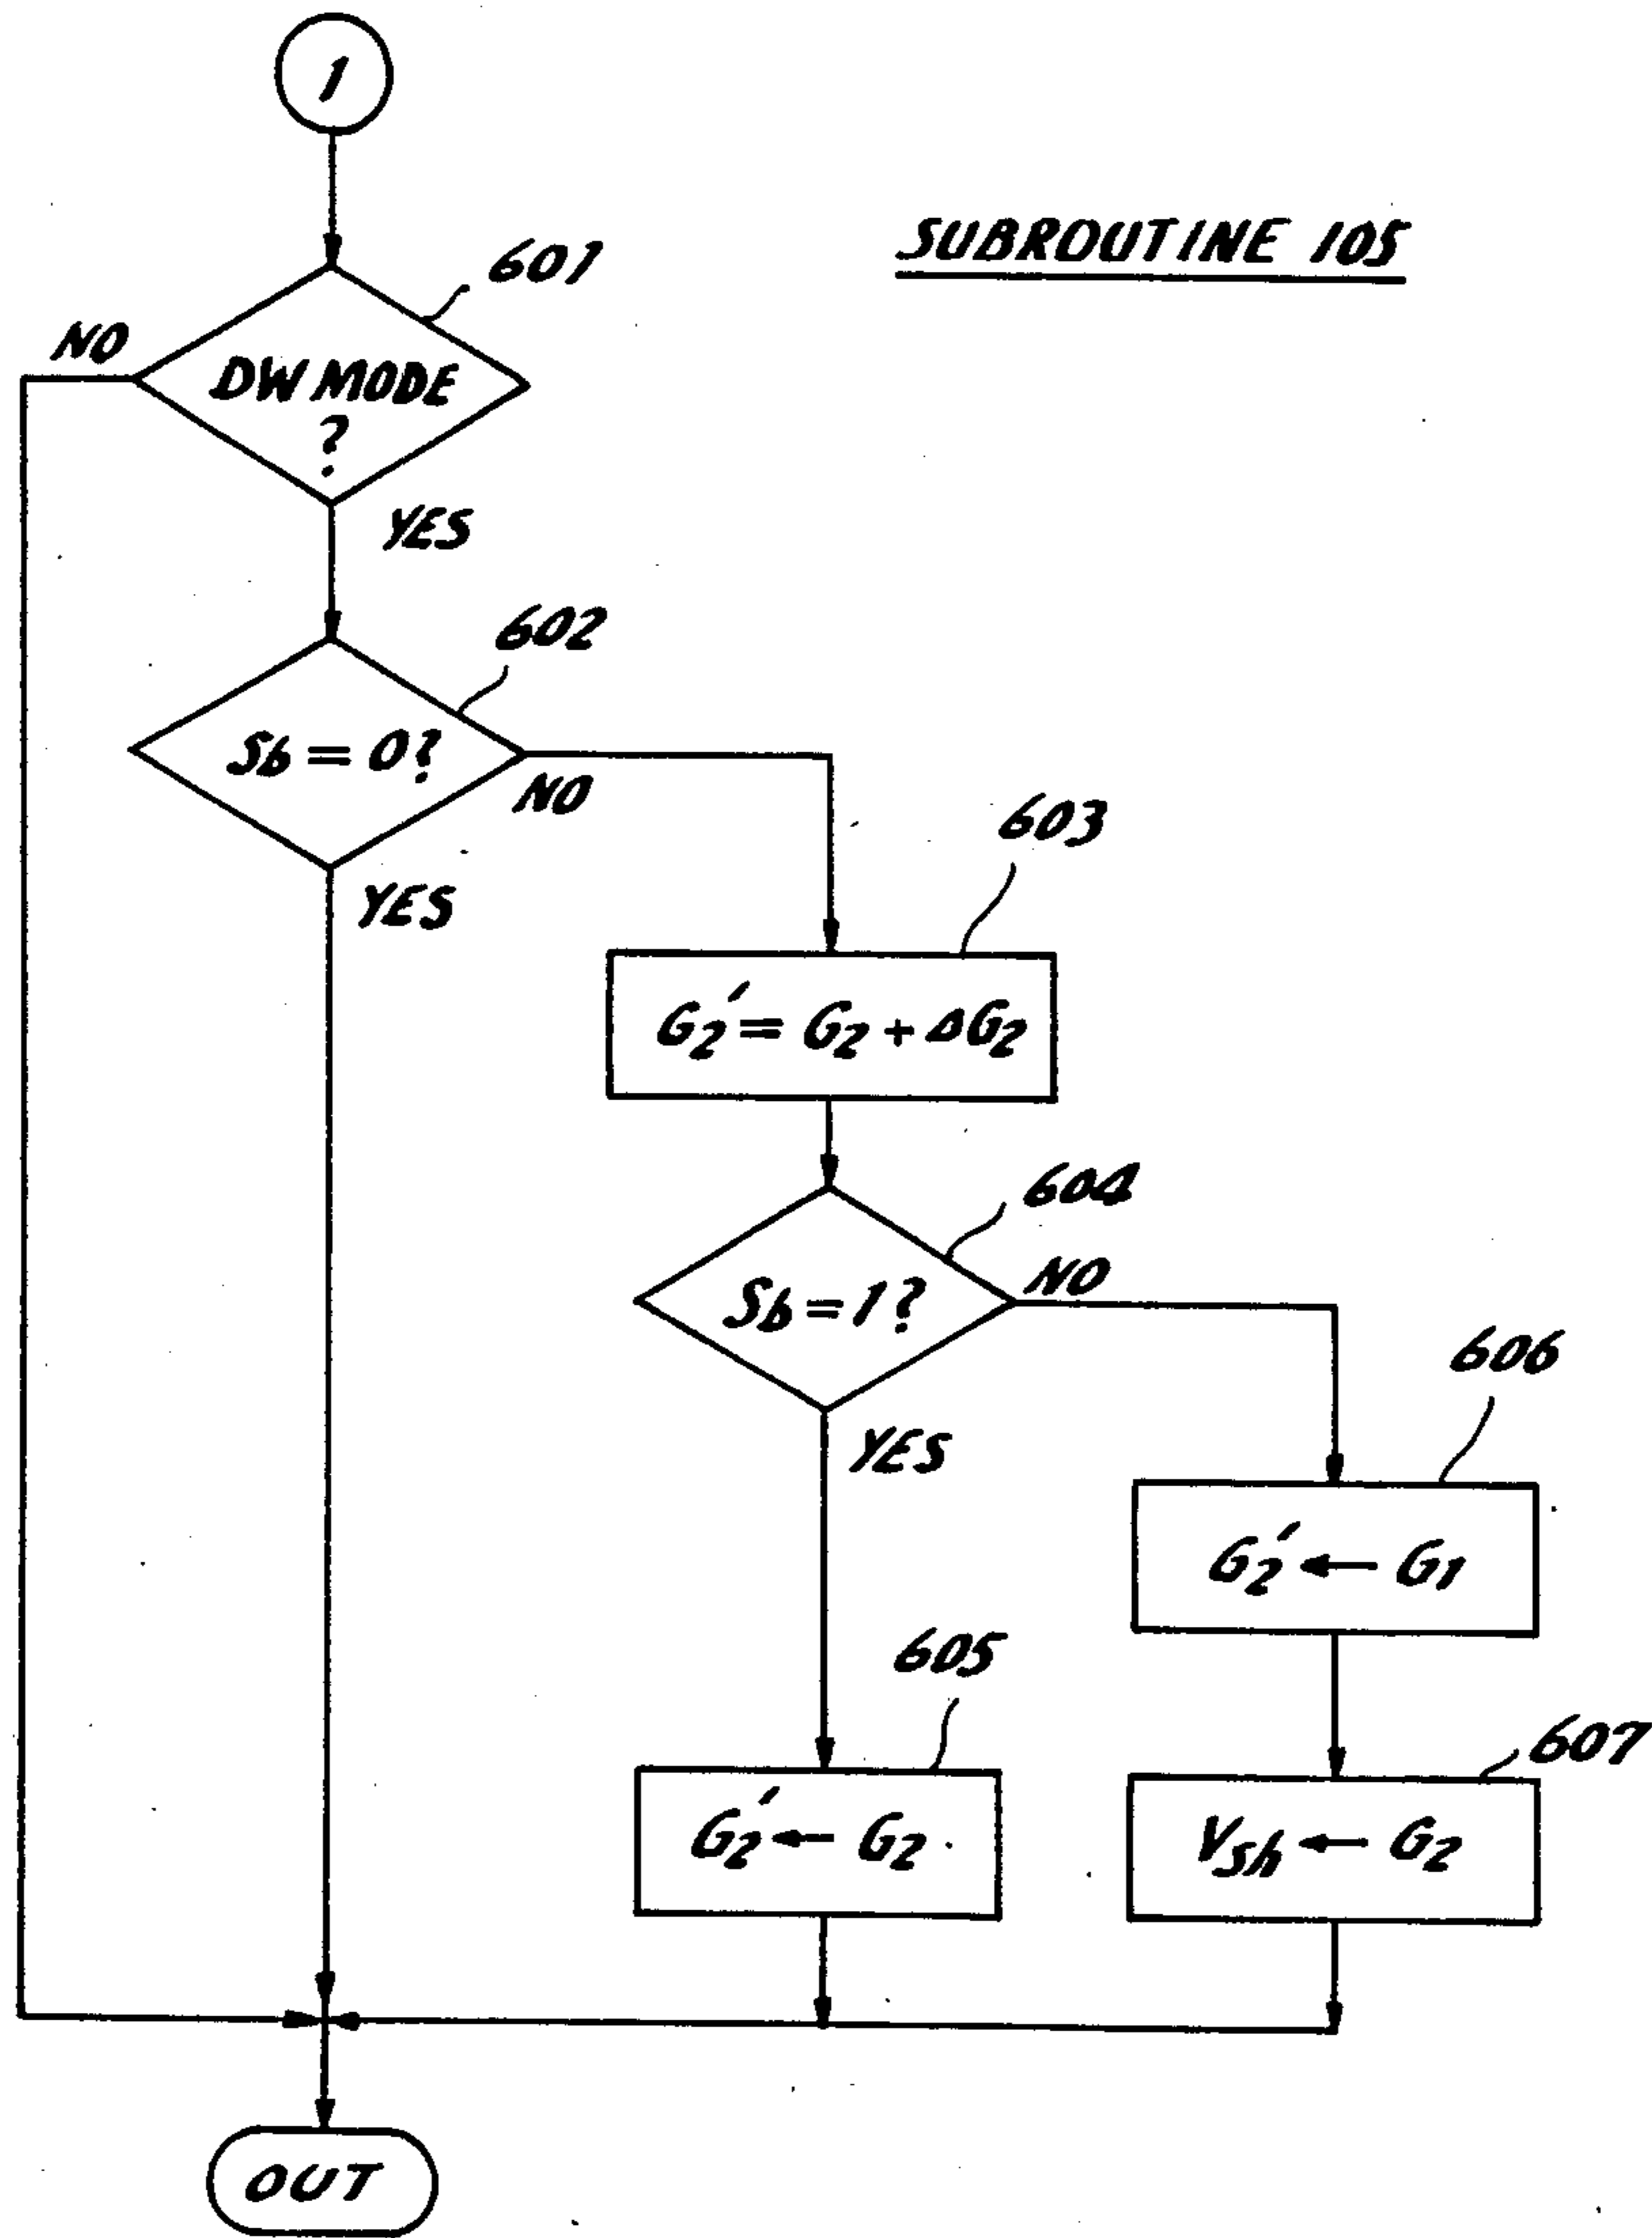 1
SUBROUTINE 105
601
NO
DW MODE
?
YES
602
Sb = 0?
NO
YES
603
G2' = G2 + ΔG2
604
Sb = 1?
NO
YES
606
G2' ← G1
605
607
G2' ← G2
Vsh ← G2
OUT